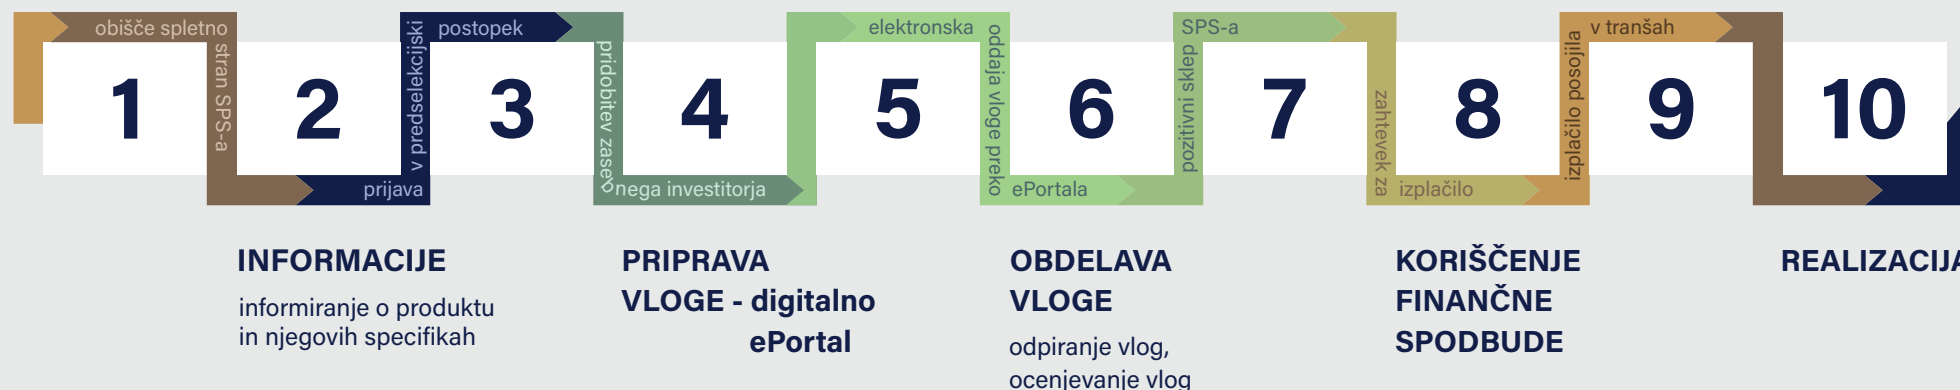 obišče spletno
stran SPS-a
prijava
v predselekcijski
postopek
pridobitev zaseb
nega investitorja
elektronska
oddaja vloge preko
ePortala
pozitivni sklep
SPS-a
zahtevek za
izplačilo
izplačilo posojila
v tranšah
1
2
3
4
5
6
7
8
9
10
INFORMACIJE
informiranje o produktu
in njegovih specifikah
PRIPRAVA
VLOGE - digitalno
ePortal
OBDELAVA
VLOGE
odpiranje vlog,
ocenjevanje vlog
KORIŠČENJE
FINANČNE
SPODBUDE
REALIZACIJA